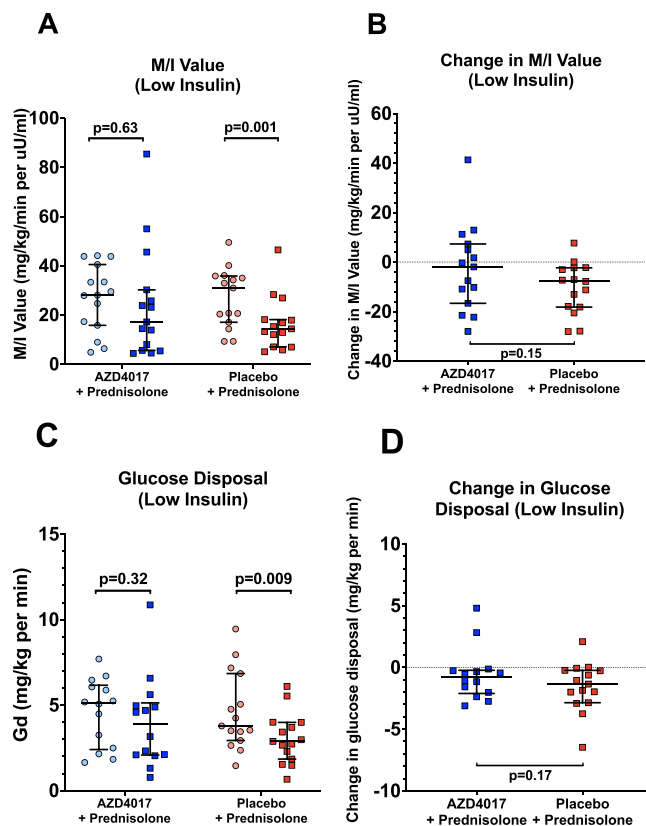 A
M/I Value
(Low Insulin)
M/I Value (mg/kg/min per uU/ml)
100
80
60
40
20
0
p=0.63
p=0.001
AZD4017
+ Prednisolone
Placebo
+ Prednisolone
B
Change in M/I Value
(Low Insulin)
Change in M/I Value (mg/kg/min per uU/ml)
60
40
20
0
-20
-40
p=0.15
AZD4017
+ Prednisolone
Placebo
+ Prednisolone
C
Glucose Disposal
(Low Insulin)
Gd (mg/kg per min)
15
10
5
0
p=0.32
p=0.009
AZD4017
+ Prednisolone
Placebo
+ Prednisolone
D
Change in Glucose
Disposal (Low Insulin)
Change in glucose disposal (mg/kg per min)
10
5
0
-5
-10
p=0.17
AZD4017
+ Prednisolone
Placebo
+ Prednisolone